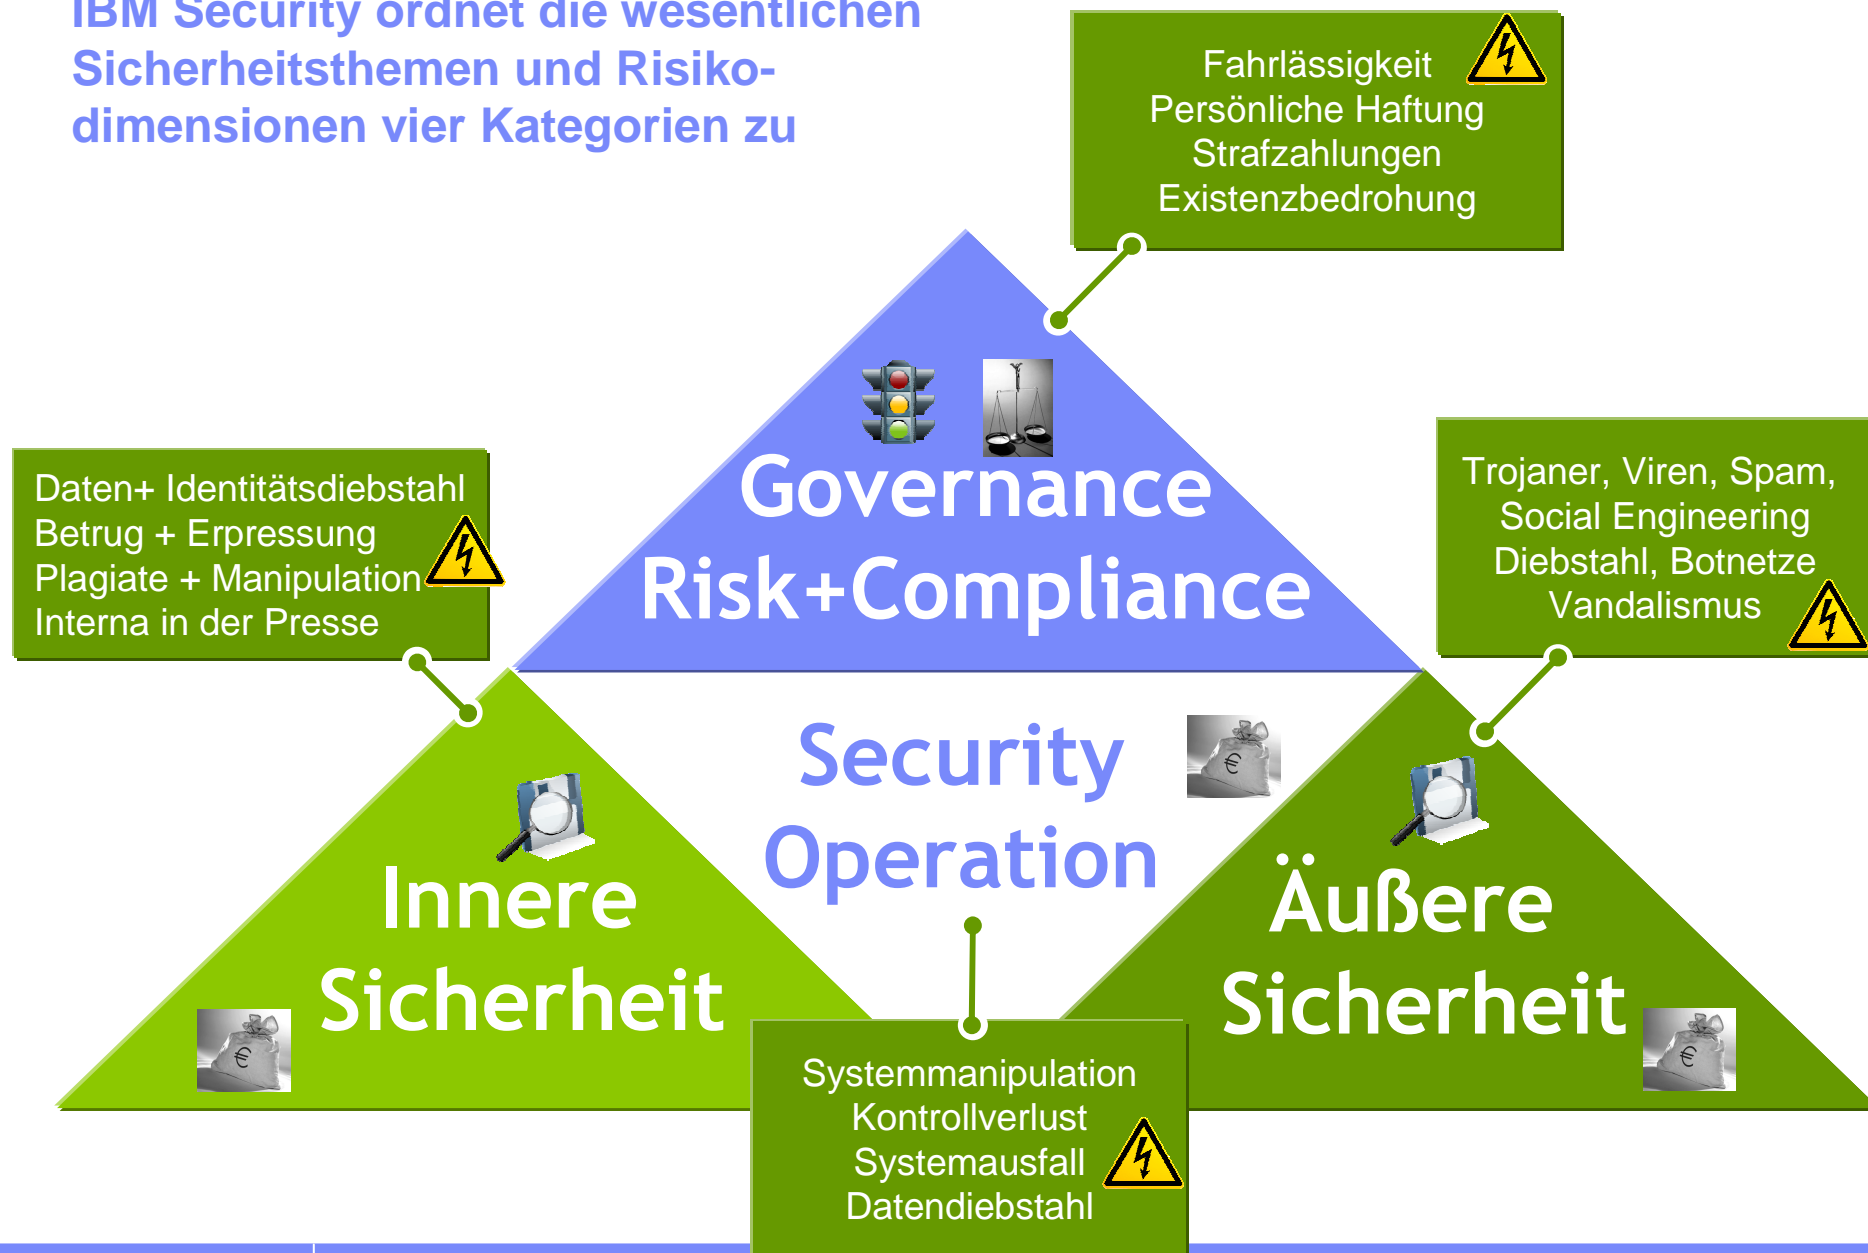 IBM Security ordnet die wesentlichen
Sicherheitsthemen und Risiko-
dimensionen vier Kategorien zu
Fahrlässigkeit
Persönliche Haftung
Strafzahlungen
Existenzbedrohung
Governance
Risk+Compliance
Daten+ Identitätsdiebstahl
Betrug + Erpressung
Plagiate + Manipulation
Interna in der Presse
Trojaner, Viren, Spam,
Social Engineering
Diebstahl, Botnetze
Vandalismus
Security
Operation
€
Innere
Sicherheit
€
Äußere
Sicherheit
€
Systemmanipulation
Kontrollverlust
Systemausfall
Datendiebstahl